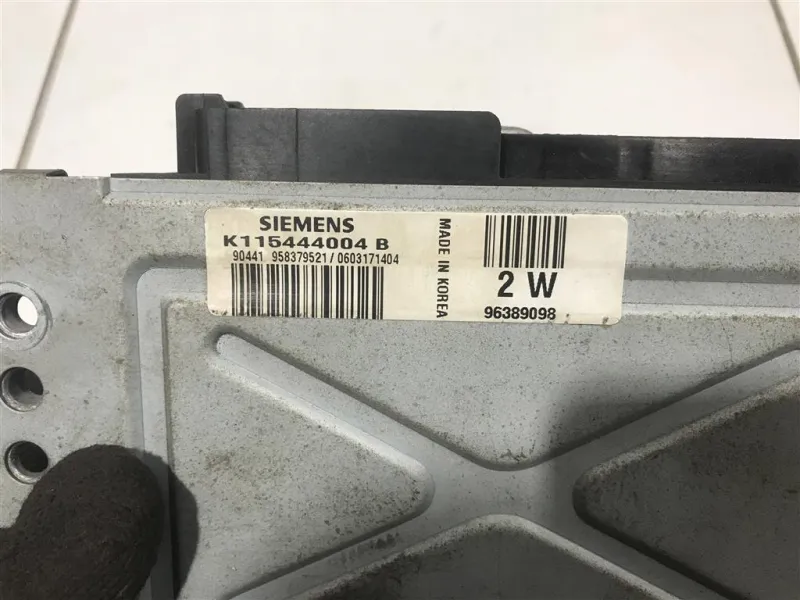 SIEMENS
K115444004 B
90441 958379521/0603171404
MADE IN KOREA
2 W
96389098